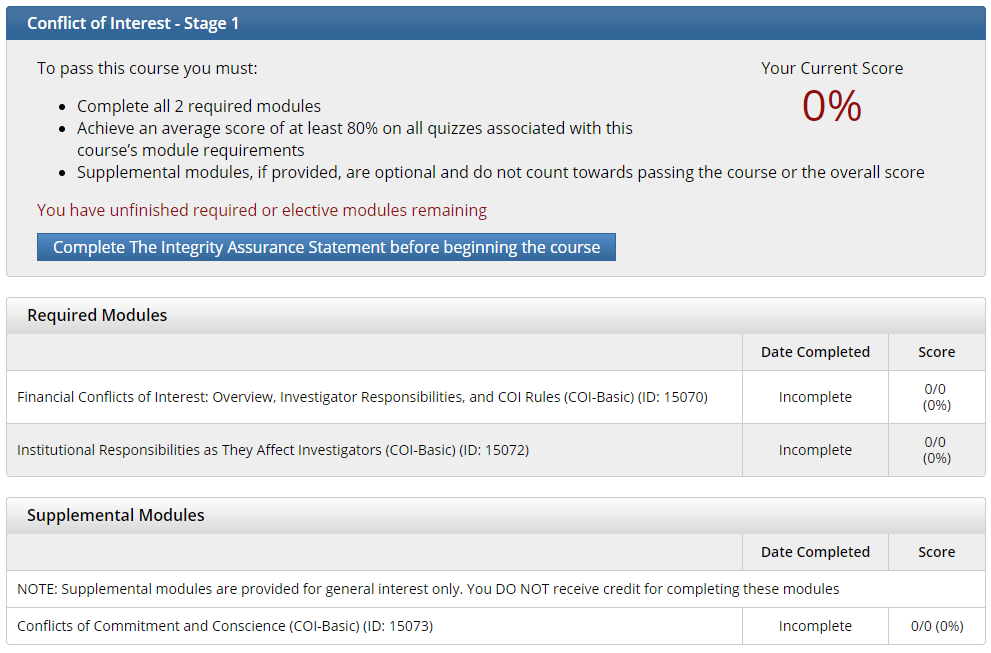 Conflict of Interest - Stage 1
To pass this course you must:
Your Current Score
0%
• Complete all 2 required modules
• Achieve an average score of at least 80% on all quizzes associated with this
course’s module requirements
• Supplemental modules, if provided, are optional and do not count towards passing the course or the overall score
You have unfinished required or elective modules remaining
Complete The Integrity Assurance Statement before beginning the course
Required Modules
Date Completed Score
Financial Conflicts of Interest: Overview, Investigator Responsibilities, and COI Rules (COI-Basic) (ID: 15070) Incomplete 0/0
(0%)
Institutional Responsibilities as They Affect Investigators (COI-Basic) (ID: 15072) Incomplete 0/0
(0%)
Supplemental Modules
Date Completed Score
NOTE: Supplemental modules are provided for general interest only. You DO NOT receive credit for completing these modules
Conflicts of Commitment and Conscience (COI-Basic) (ID: 15073) Incomplete 0/0 (0%)